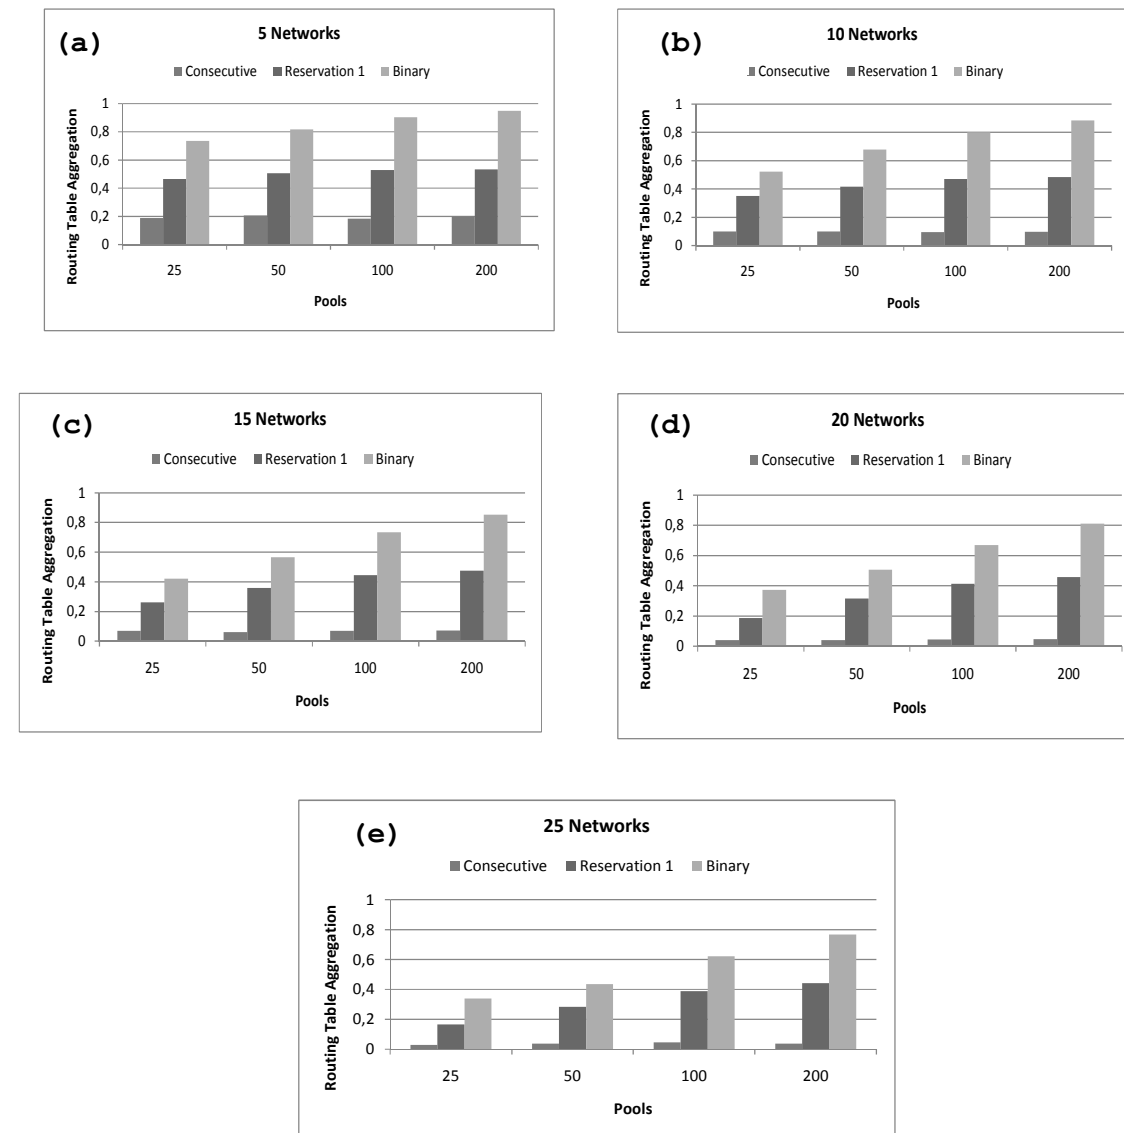 (a)
5 Networks
Consecutive Reservation 1 Binary
Routing Table Aggregation
1
0,8
0,6
0,4
0,2
0
25 50 100 200
Pools
(b)
10 Networks
Consecutive Reservation 1 Binary
Routing Table Aggregation
1
0,8
0,6
0,4
0,2
0
25 50 100 200
Pools
(c)
15 Networks
Consecutive Reservation 1 Binary
Routing Table Aggregation
1
0,8
0,6
0,4
0,2
0
25 50 100 200
Pools
(d)
20 Networks
Consecutive Reservation 1 Binary
Routing Table Aggregation
1
0,8
0,6
0,4
0,2
0
25 50 100 200
Pools
(e)
25 Networks
Consecutive Reservation 1 Binary
Routing Table Aggregation
1
0,8
0,6
0,4
0,2
0
25 50 100 200
Pools